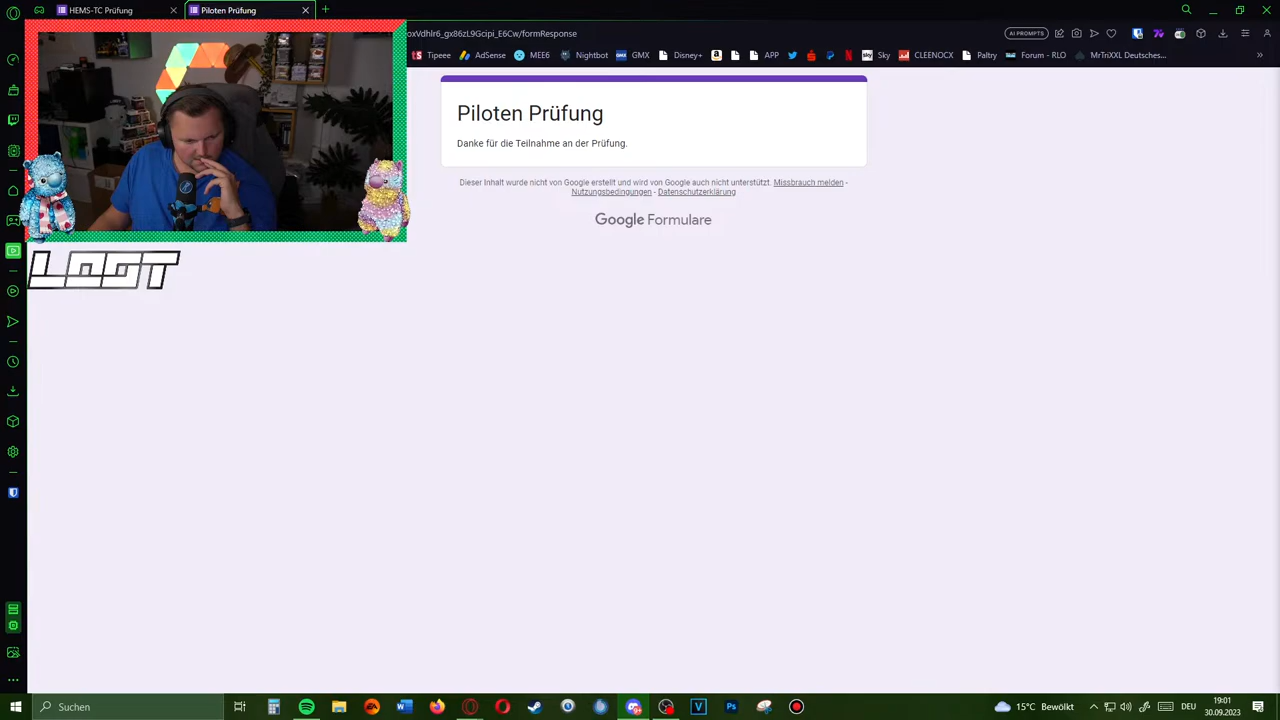 HEMS-TC Prüfung
Piloten Prüfung
oxVdhlr6_gx86zL9Gcipi_E6Cw/formResponse
AI PROMPTS
Tipeee
AdSense
MEE6
Nightbot
GMX
Disney+
APP
Sky
CLEENOCX
Paltry
Forum - RLO
MrTriXXL Deutsches...
Piloten Prüfung
Danke für die Teilnahme an der Prüfung.
Dieser Inhalt wurde nicht von Google erstellt und wird von Google auch nicht unterstützt. Missbrauch melden -
Nutzungsbedingungen - Datenschutzerklärung
Google Formulare
LOOT
Suchen
15°C Bewölkt
DEU
19:01
30.09.2023